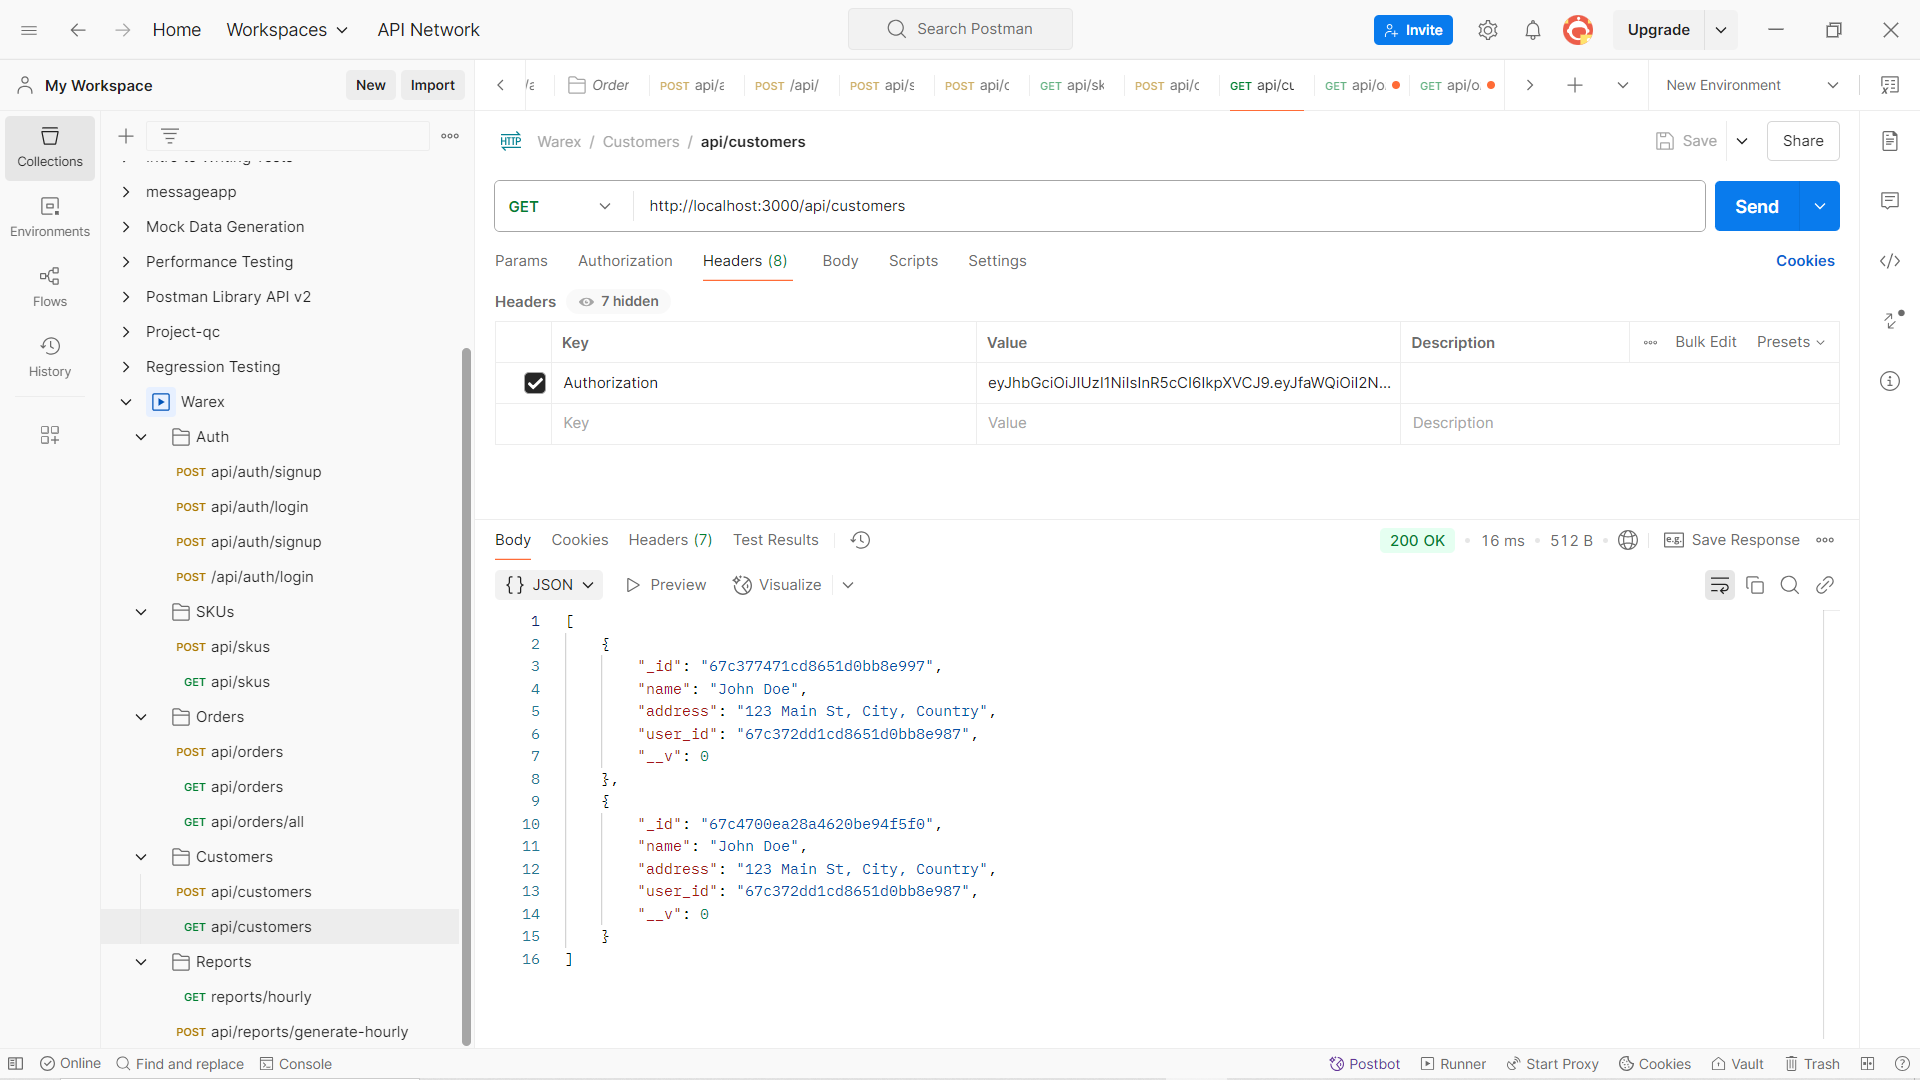 Home
Workspaces
API Network
Search Postman
Invite
Upgrade
My Workspace
New
Import
Order
POST api/a
POST /api/
POST api/s
POST api/c
GET api/sk
POST api/c
GET api/cu
GET api/o.
GET api/o.
New Environment
Collections
Environments
Flows
History
messageapp
Mock Data Generation
Performance Testing
Postman Library API v2
Project-qc
Regression Testing
Warex
Auth
POST api/auth/signup
POST api/auth/login
POST api/auth/signup
POST /api/auth/login
SKUs
POST api/skus
GET api/skus
Orders
POST api/orders
GET api/orders
GET api/orders/all
Customers
POST api/customers
GET api/customers
Reports
GET reports/hourly
POST api/reports/generate-hourly
HTTP Warex / Customers / api/customers
Save
Share
GET
http://localhost:3000/api/customers
Send
Params
Authorization
Headers (8)
Body
Scripts
Settings
Cookies
Headers
7 hidden
Key
Value
Description
Bulk Edit
Presets
Authorization
Key
Value
Description
Body
Cookies
Headers (7)
Test Results
200 OK
16 ms
512 B
e.g. Save Response
{} JSON
Preview
Visualize
1 [
2 {
3 "_id": "67c377471cd8651d0bb8e997",
4 "name": "John Doe",
5 "address": "123 Main St, City, Country",
6 "user_id": "67c372dd1cd8651d0bb8e987",
7 "__v": 0
8 },
9 {
10 "_id": "67c4700ea28a4620be94f5f0",
11 "name": "John Doe",
12 "address": "123 Main St, City, Country",
13 "user_id": "67c372dd1cd8651d0bb8e987",
14 "__v": 0
15 }
16 ]
Online
Find and replace
Console
Postbot
Runner
Start Proxy
Cookies
Vault
Trash